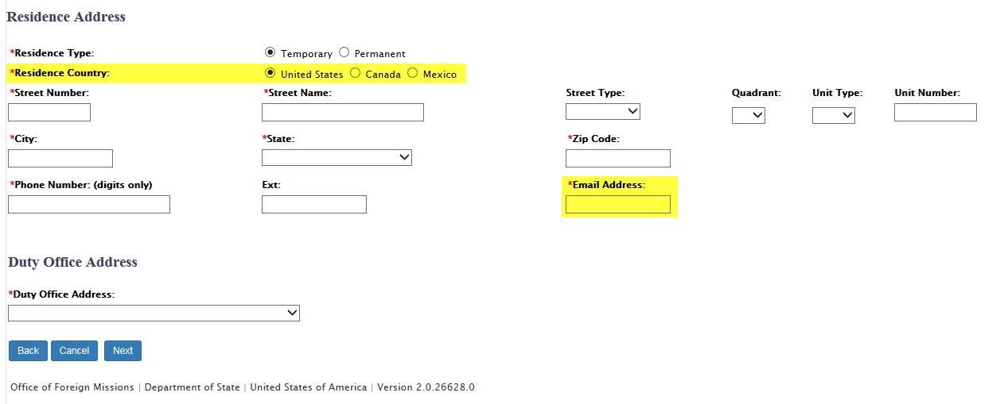 Residence Address
*Residence Type: Temporary Permanent
*Residence Country: United States Canada Mexico
*Street Number: *Street Name: Street Type: Quadrant: Unit Type: Unit Number:
*City: *State: *Zip Code:
*Phone Number: (digits only) Ext: *Email Address:
Duty Office Address
*Duty Office Address:
Back Cancel Next
Office of Foreign Missions | Department of State | United States of America | Version 2.0.26628.0